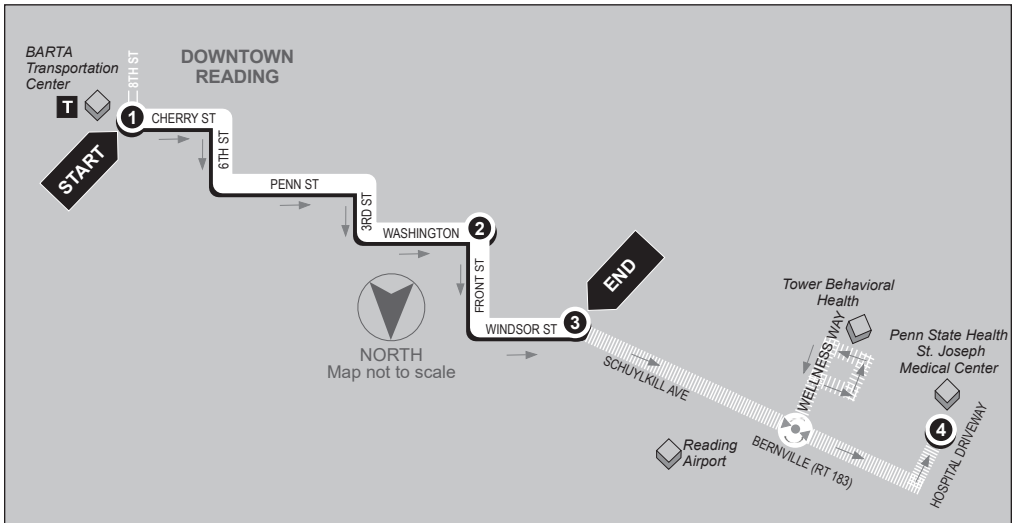 BARTA
Transportation
Center
T
8TH ST
DOWNTOWN
READING
1
CHERRY ST
START
6TH ST
PENN ST
3RD ST
WASHINGTON
2
FRONT ST
WINDSOR ST
3
END
NORTH
Map not to scale
SCHUYLKILL AVE
Tower Behavioral
Health
WELLNESS WAY
Penn State Health
St. Joseph
Medical Center
4
Reading
Airport
BERNVILLE (RT 183)
HOSPITAL DRIVEWAY